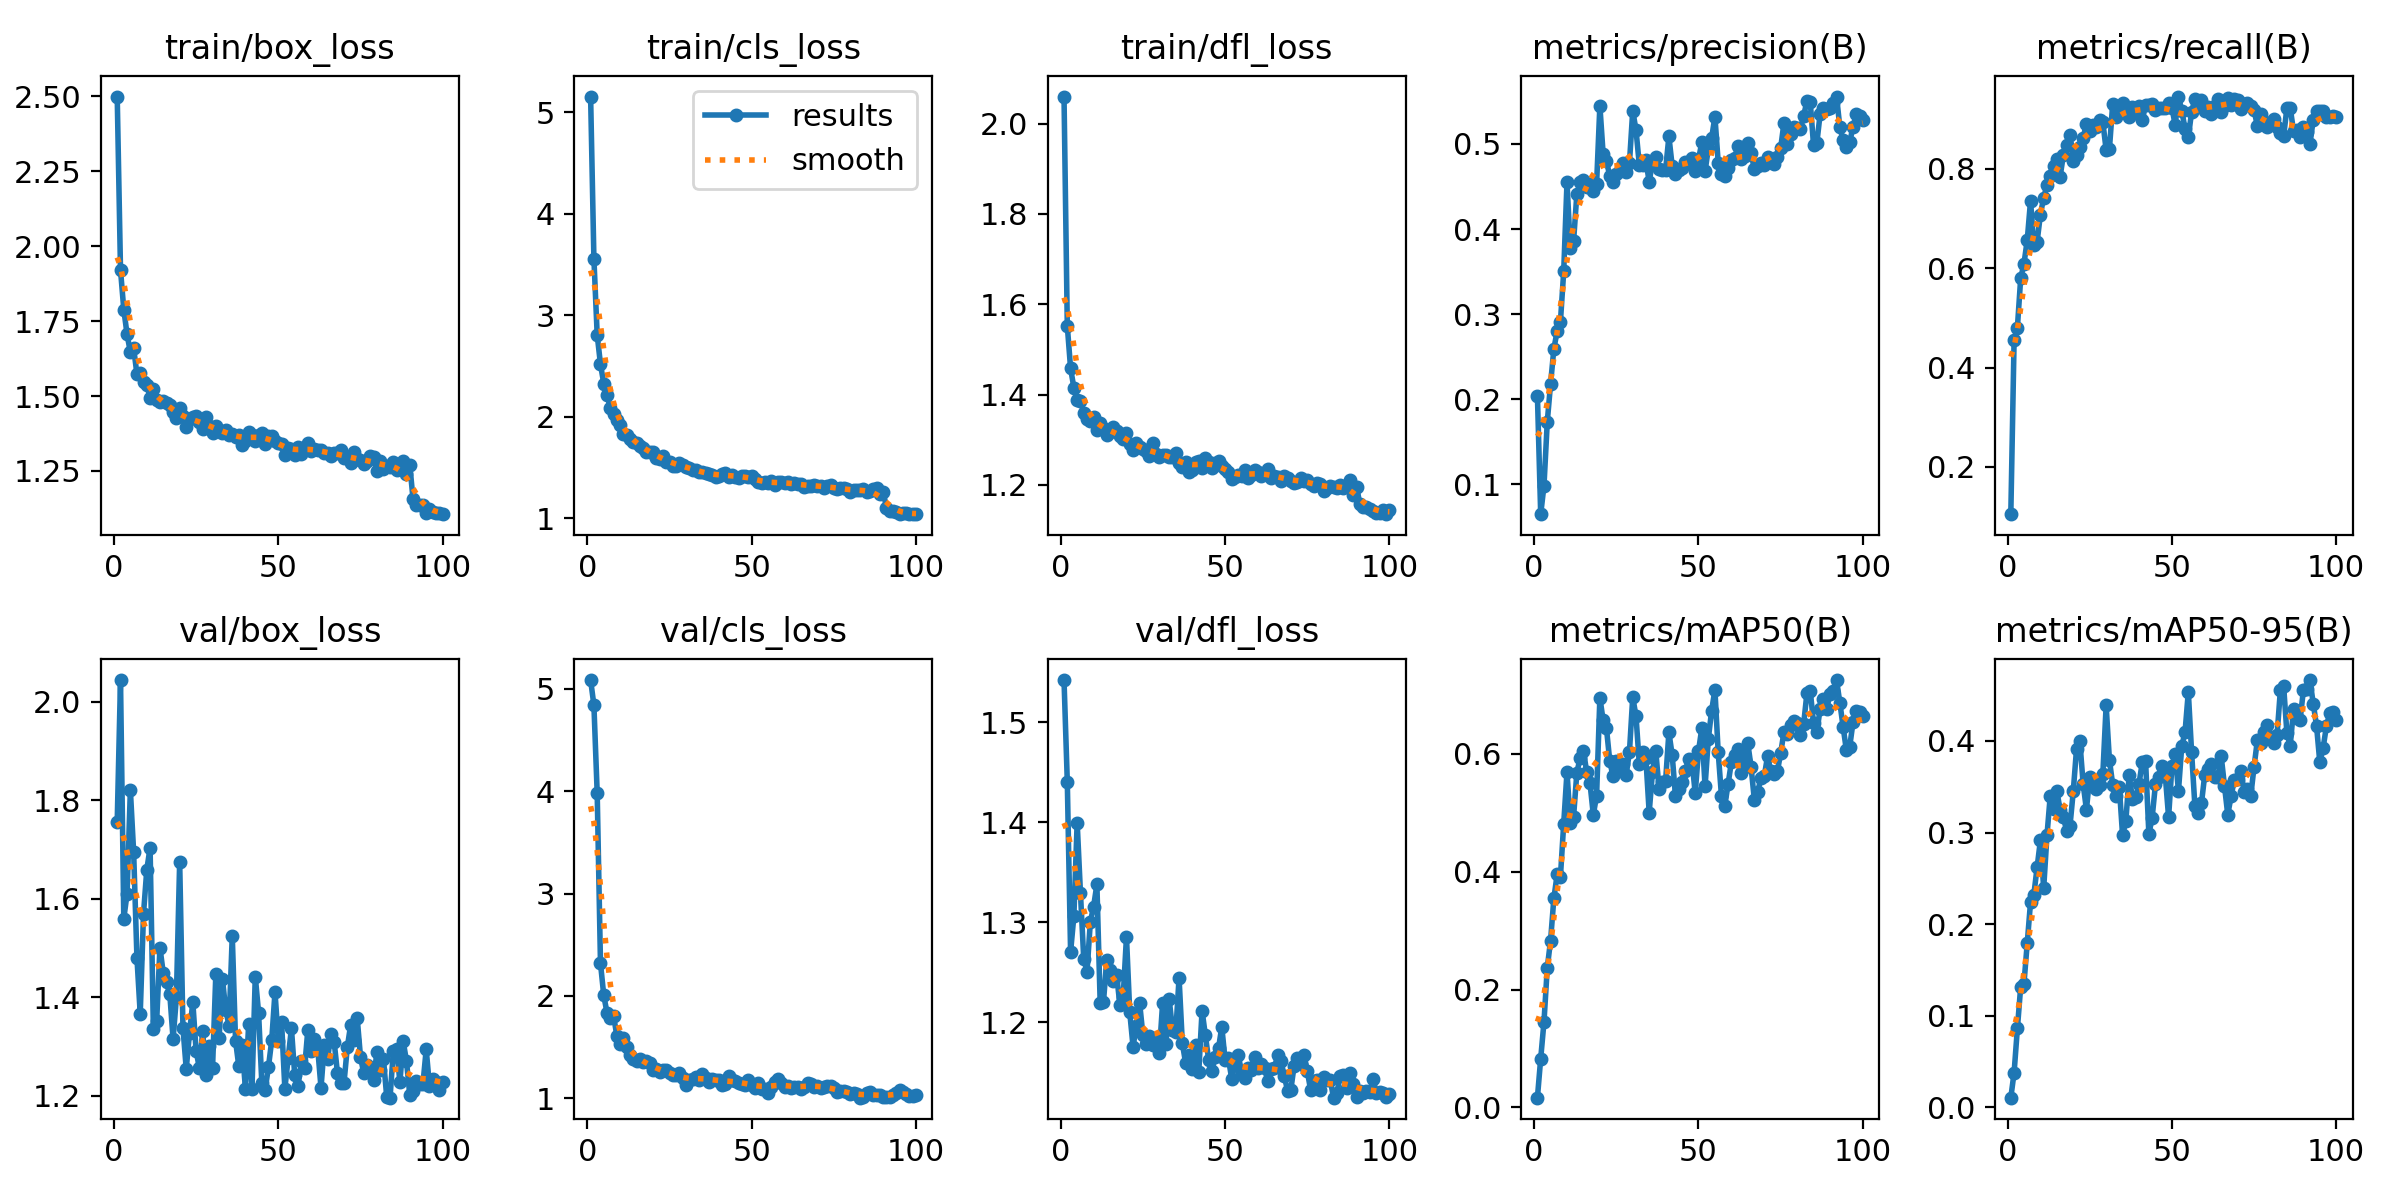 train/box_loss
2.50
2.25
2.00
1.75
1.50
1.25
0 50 100
train/cls_loss
results
smooth
5
4
3
2
1
0 50 100
train/dfl_loss
2.0
1.8
1.6
1.4
1.2
0 50 100
metrics/precision(B)
0.5
0.4
0.3
0.2
0.1
0 50 100
metrics/recall(B)
0.8
0.6
0.4
0.2
0 50 100
val/box_loss
2.0
1.8
1.6
1.4
1.2
0 50 100
val/cls_loss
5
4
3
2
1
0 50 100
val/dfl_loss
1.5
1.4
1.3
1.2
0 50 100
metrics/mAP50(B)
0.6
0.4
0.2
0.0
0 50 100
metrics/mAP50-95(B)
0.4
0.3
0.2
0.1
0.0
0 50 100